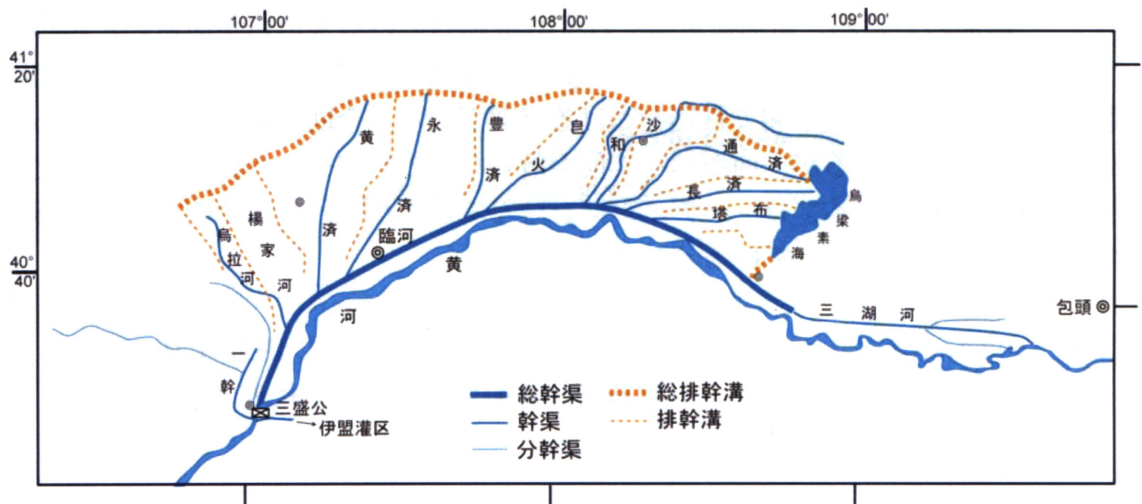 107°00'
108°00'
109°00'
41°
20'
40°
40'
烏拉河
楊家河
黄済
永済
豊済
皀火
和
沙
通済
長済
塔布
烏梁素海
臨河
黄河
三湖河
包頭
一幹
三盛公
伊盟灌区
総幹渠
総排幹溝
幹渠
排幹溝
分幹渠